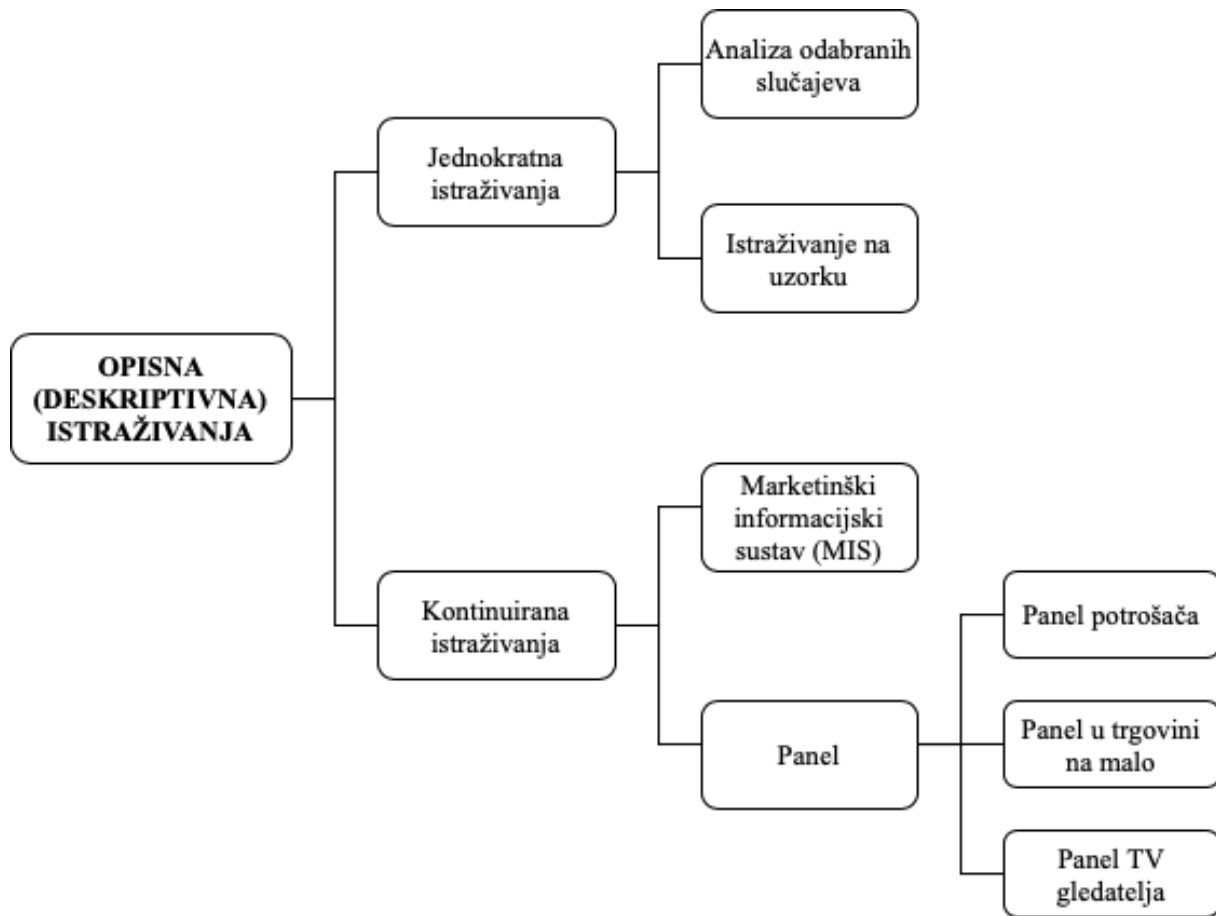 OPISNA
(DESKRIPTIVNA)
ISTRAŽIVANJA
Jednokratna
istraživanja
Analiza odabranih
slučajeva
Istraživanje na
uzorku
Kontinuirana
istraživanja
Marketinški
informacijski
sustav (MIS)
Panel
Panel potrošača
Panel u trgovini
na malo
Panel TV
gledatelja